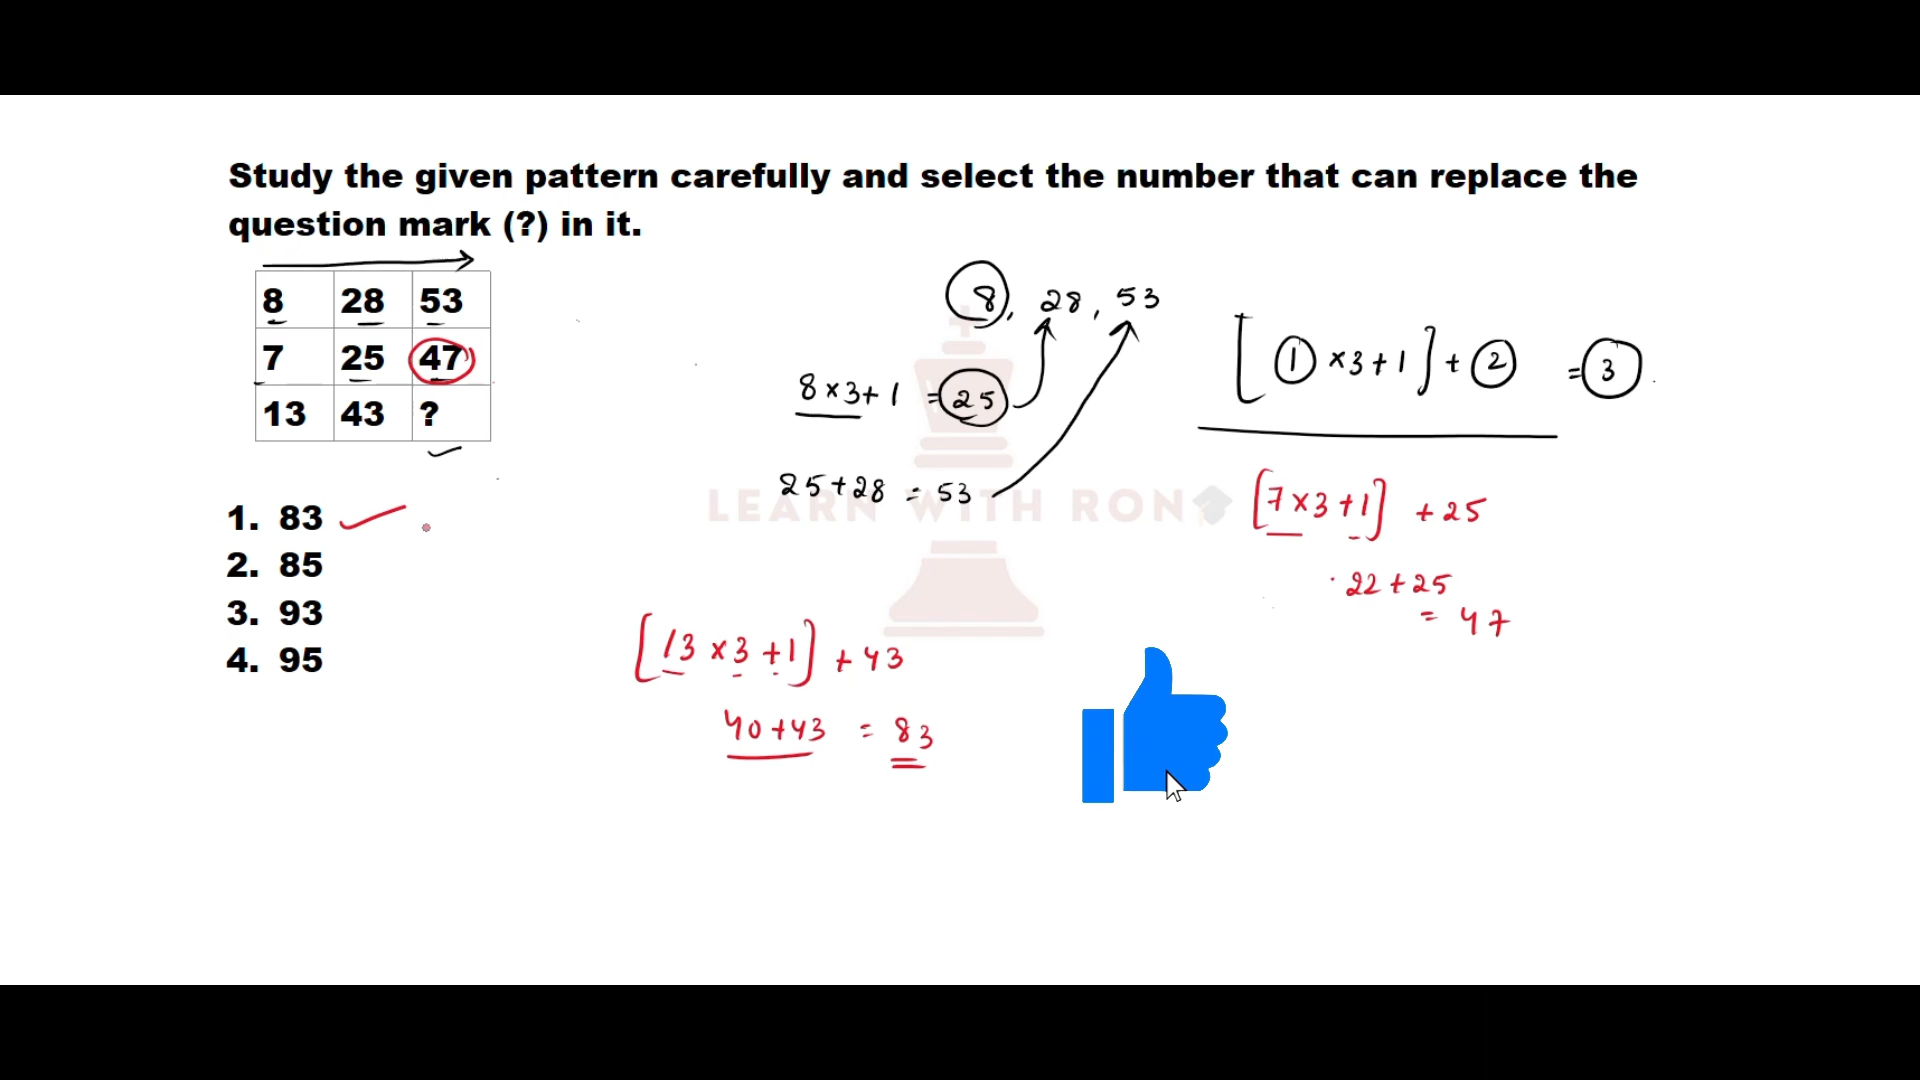 Study the given pattern carefully and select the number that can replace the
question mark (?) in it.
8 28 53
7 25 47
13 43 ?
1. 83
2. 85
3. 93
4. 95
8, 28, 53
8×3+1 = 25
25+28 = 53
[1×3+1]+2 = 3
[7×3+1] +25
22+25
= 47
[13×3+1] +43
40+43 = 83
LEARN WITH RON